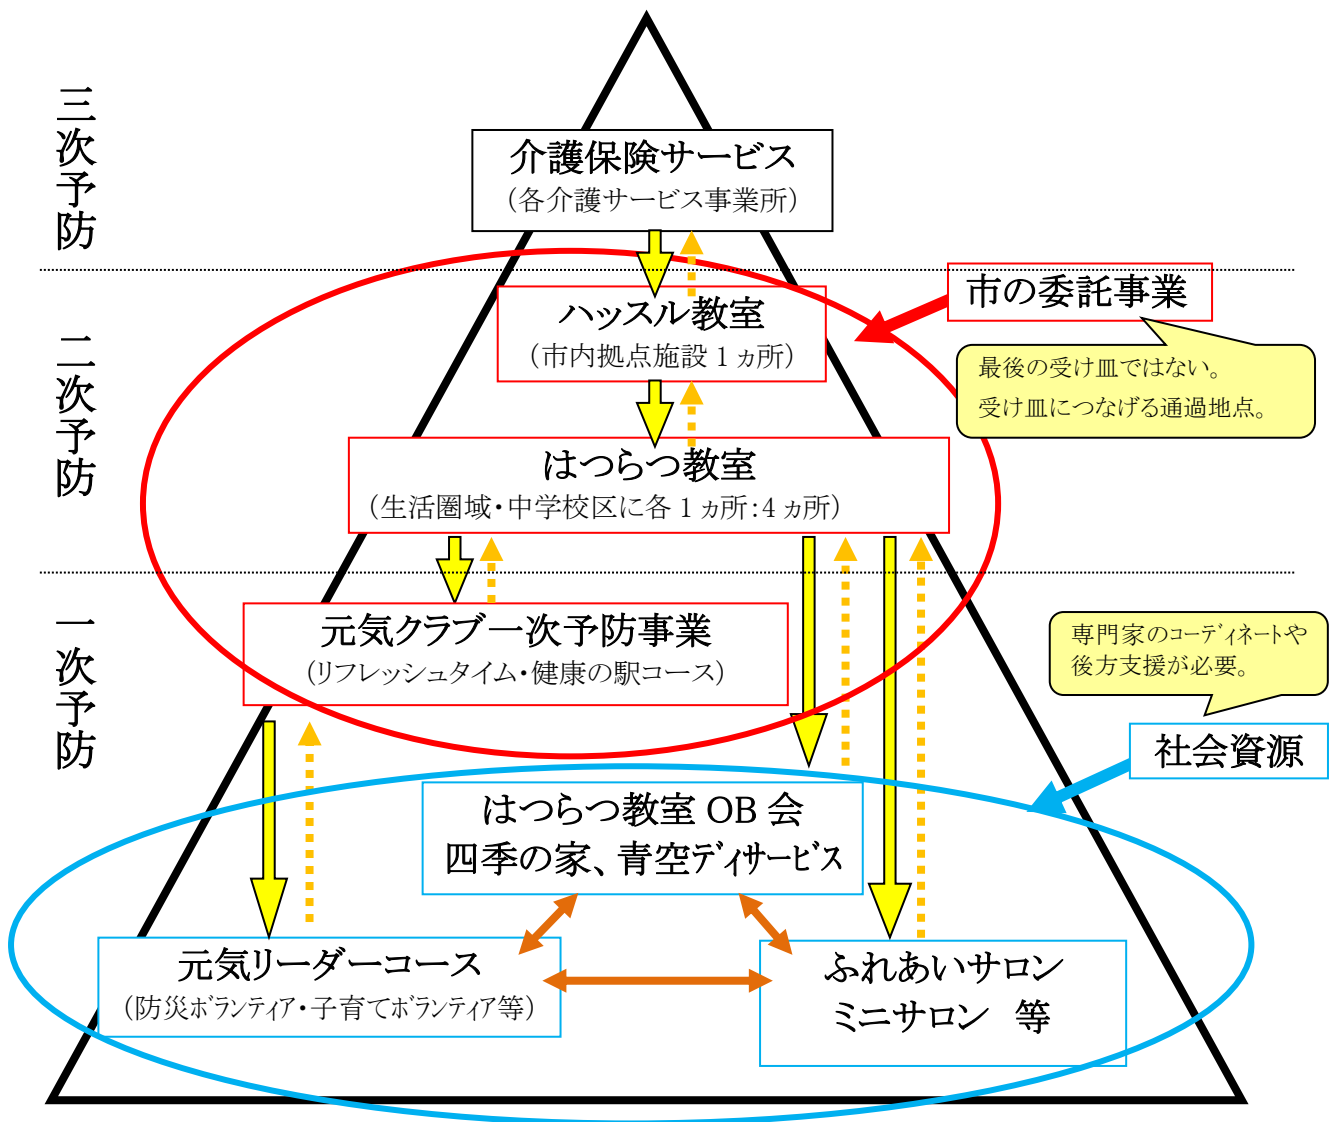 三次予防
介護保険サービス
（各介護サービス事業所）
市の委託事業
最後の受け皿ではない。
受け皿につなげる通過地点。
二次予防
ハッスル教室
（市内拠点施設 1 ヵ所）
はつらつ教室
（生活圏域・中学校区に各 1 ヵ所：4 ヵ所）
一次予防
元気クラブ一次予防事業
（リフレッシュタイム・健康の駅コース）
専門家のｺｰﾃﾞｨﾈｰﾄや
後方支援が必要。
社会資源
はつらつ教室 OB 会
四季の家、青空ﾃﾞｨｻｰﾋﾞｽ
元気リーダーコース
（防災ﾎﾞﾗﾝﾃｨｱ・子育てﾎﾞﾗﾝﾃｨｱ等）
ふれあいサロン
ミニサロン　等